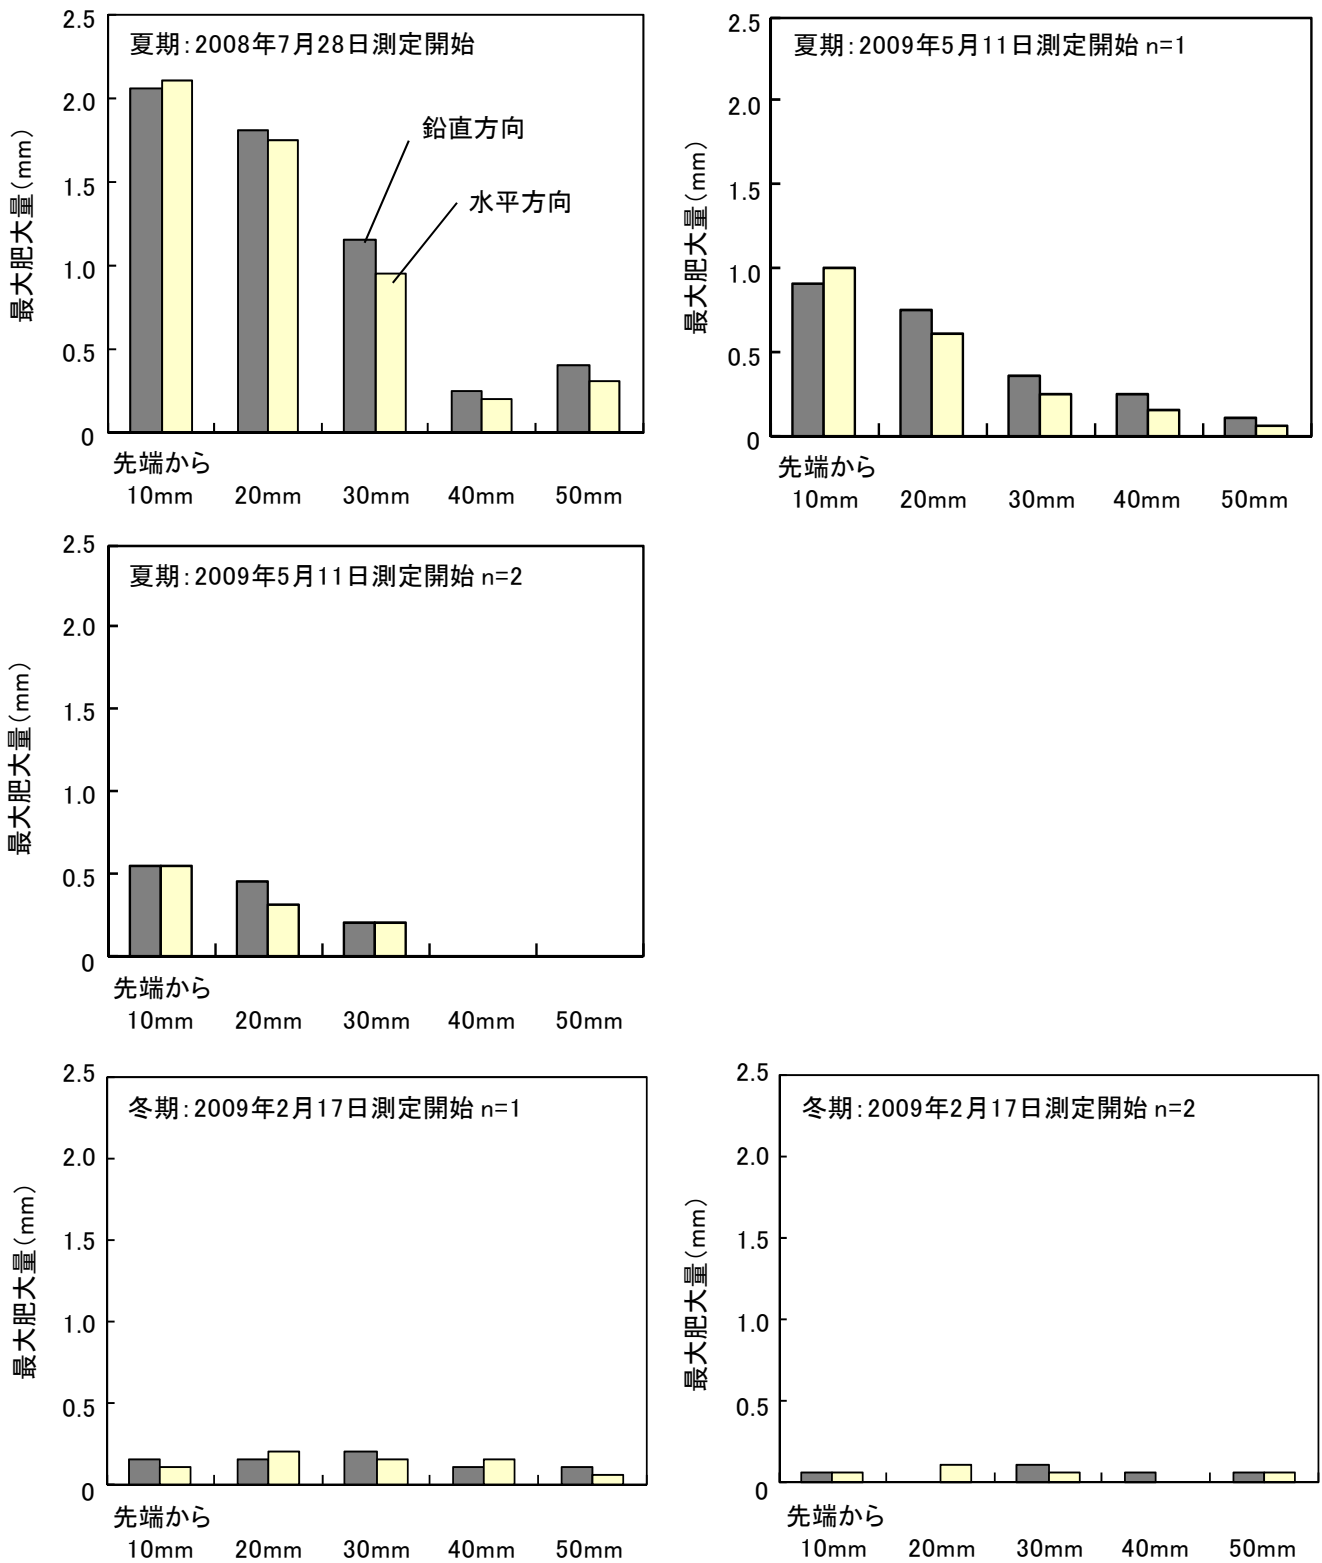 夏期：2008年7月28日測定開始
最大肥大量（mm）
2.5
2.0
1.5
1.0
0.5
0
鉛直方向
水平方向
先端から
10mm 20mm 30mm 40mm 50mm
夏期：2009年5月11日測定開始 n=1
最大肥大量（mm）
2.5
2.0
1.5
1.0
0.5
0
先端から
10mm 20mm 30mm 40mm 50mm
夏期：2009年5月11日測定開始 n=2
最大肥大量（mm）
2.5
2.0
1.5
1.0
0.5
0
先端から
10mm 20mm 30mm 40mm 50mm
冬期：2009年2月17日測定開始 n=1
最大肥大量（mm）
2.5
2.0
1.5
1.0
0.5
0
先端から
10mm 20mm 30mm 40mm 50mm
冬期：2009年2月17日測定開始 n=2
最大肥大量（mm）
2.5
2.0
1.5
1.0
0.5
0
先端から
10mm 20mm 30mm 40mm 50mm